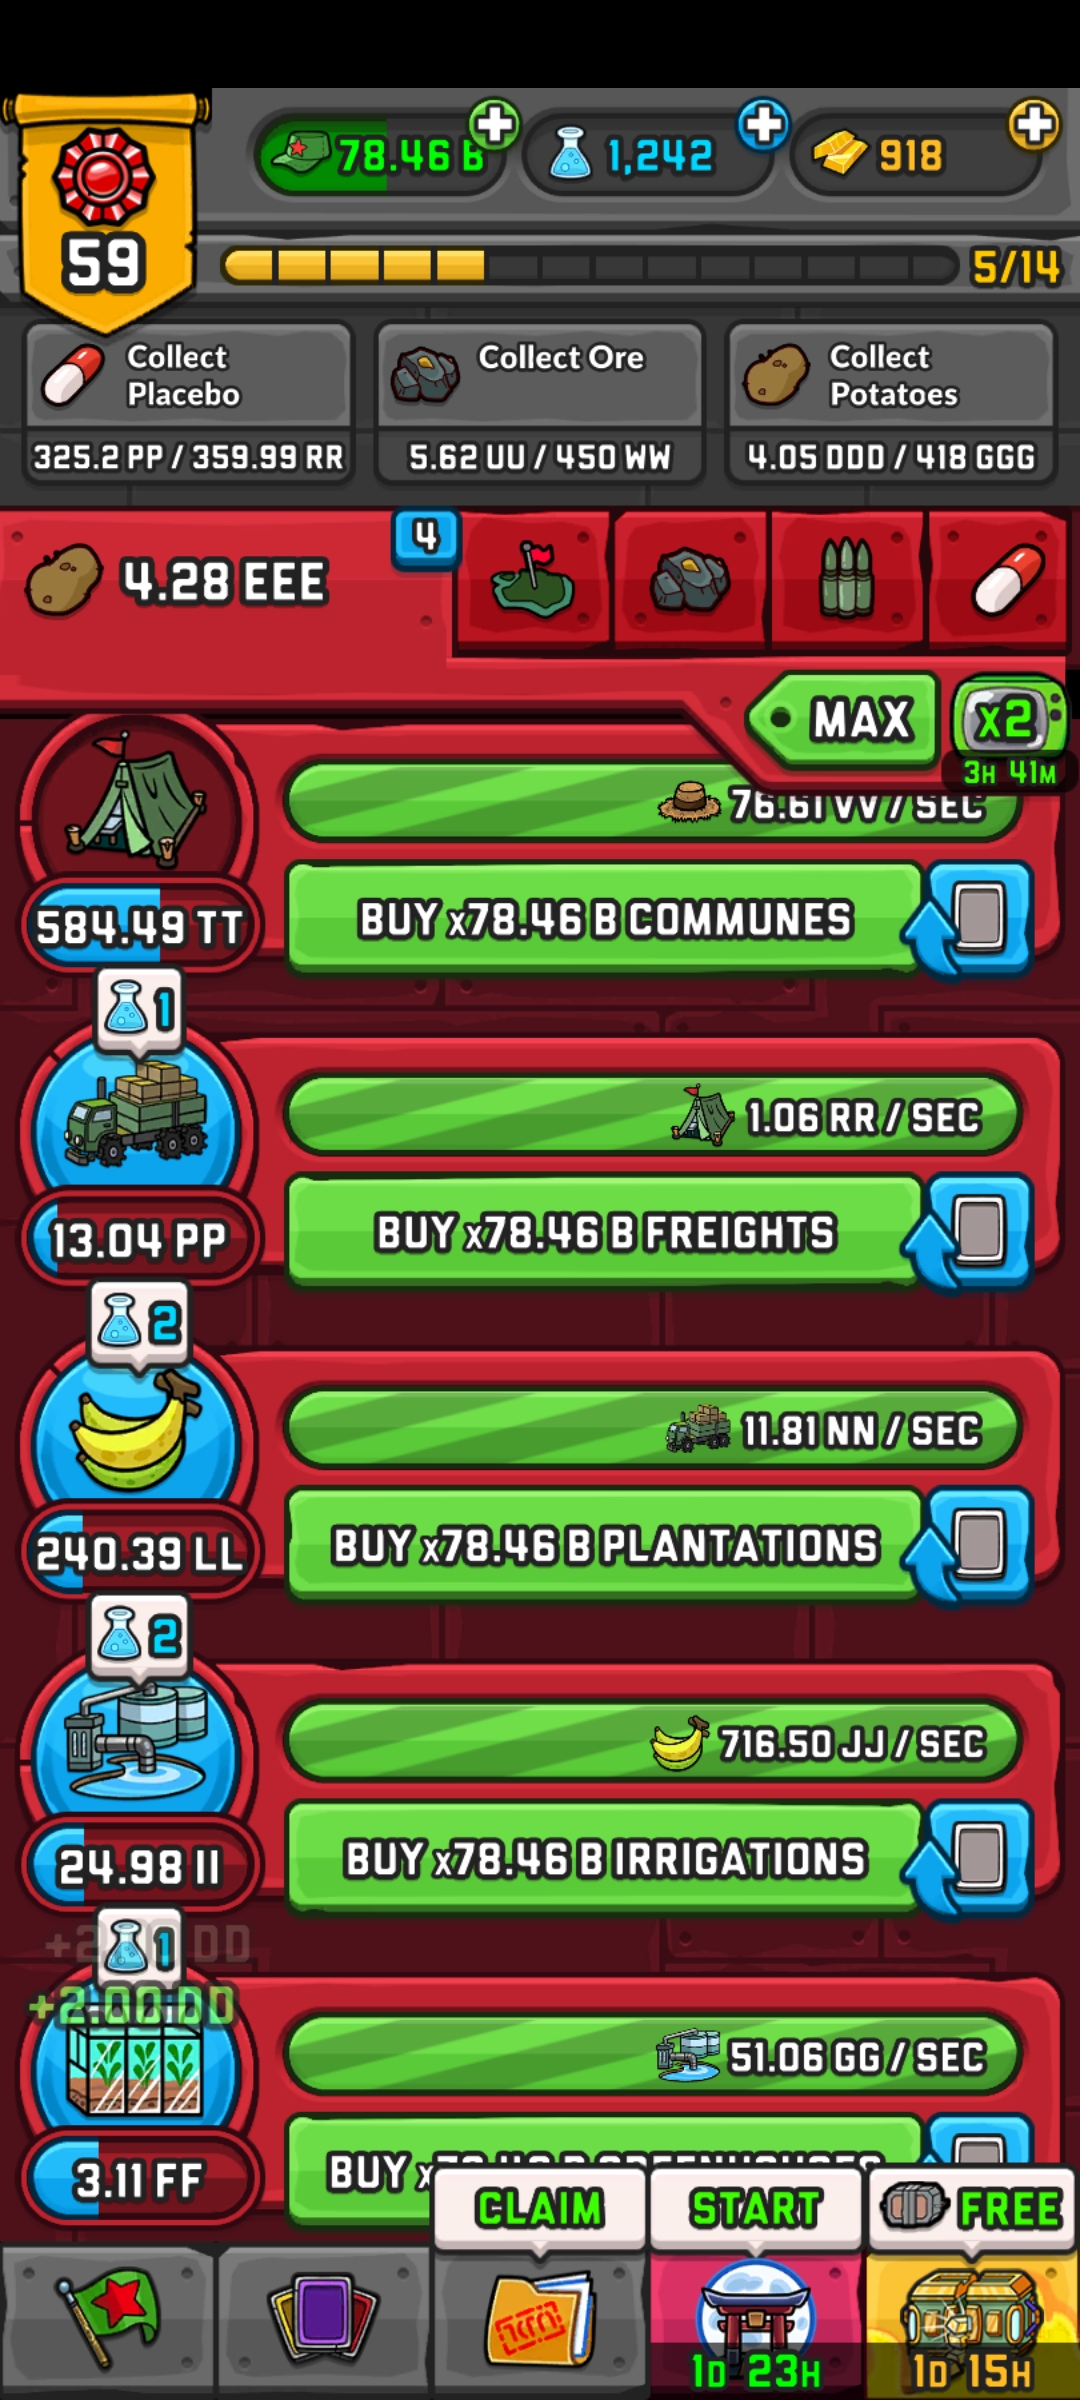 59
78.46 B
1,242
918
5/14
Collect
Placebo
325.2 PP / 359.99 RR
Collect Ore
5.62 UU / 450 WW
Collect
Potatoes
4.05 DDD / 418 GGG
4.28 EEE
4
MAX
x2
3H 41M
76.61 VV / SEC
584.49 TT
BUY x78.46 B COMMUNES
1
1.06 RR / SEC
13.04 PP
BUY x78.46 B FREIGHTS
2
11.81 NN / SEC
240.39 LL
BUY x78.46 B PLANTATIONS
2
716.50 JJ / SEC
24.98 II
BUY x78.46 B IRRIGATIONS
1
+2.00 DD
51.06 GG / SEC
3.11 FF
BUY
CLAIM
START
FREE
1D 23H
1D 15H